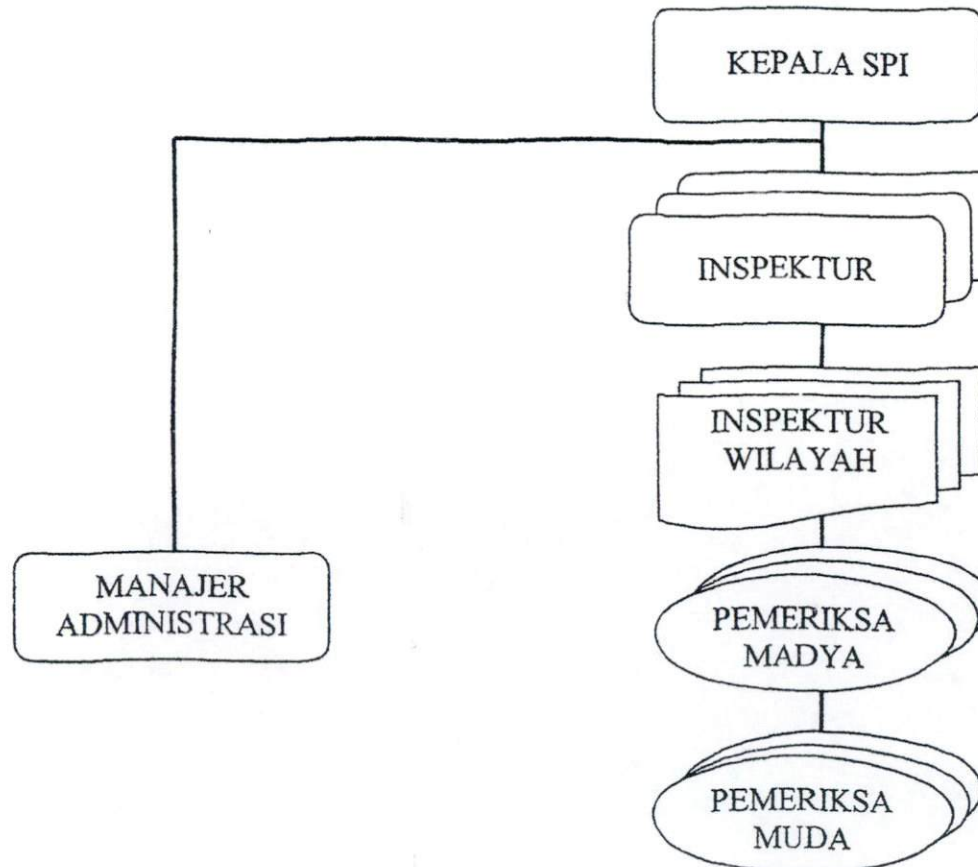 KEPALA SPI
INSPEKTUR
INSPEKTUR
WILAYAH
MANAJER
ADMINISTRASI
PEMERIKSA
MADYA
PEMERIKSA
MUDA